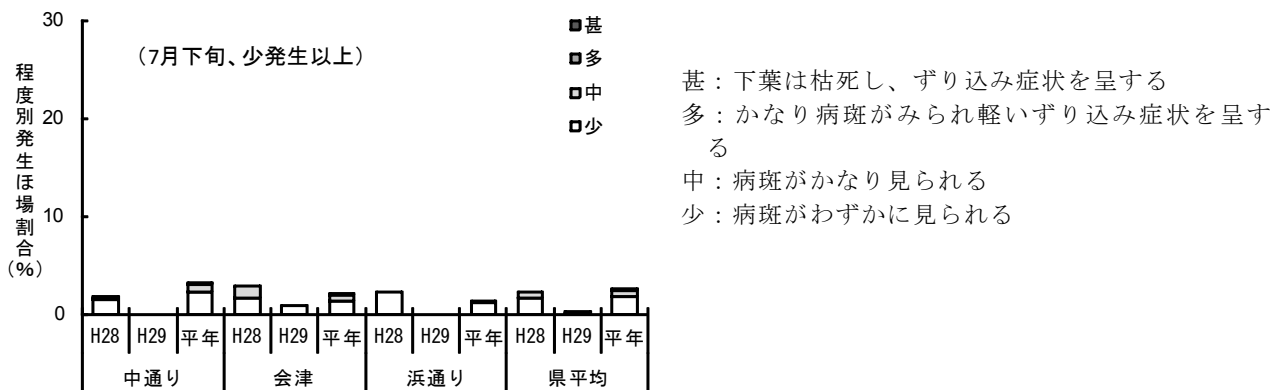 30
20
10
0
程度別発生ほ場割合(%)
(7月下旬、少発生以上)
甚
多
中
少
H28 H29 平年 H28 H29 平年 H28 H29 平年 H28 H29 平年
中通り 会津 浜通り 県平均
甚：下葉は枯死し、ずり込み症状を呈する
多：かなり病斑がみられ軽いずり込み症状を呈す
る
中：病斑がかなり見られる
少：病斑がわずかに見られる